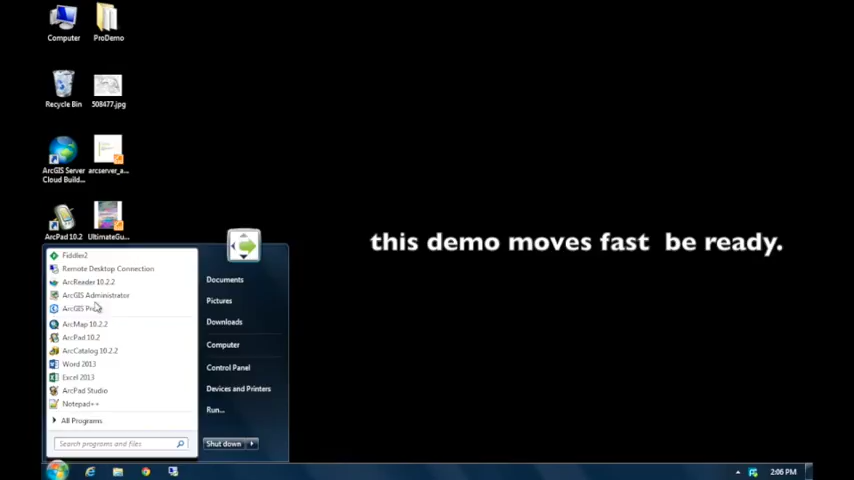 Computer
ProDemo
Recycle Bin
508477.jpg
ArcGIS Server
Cloud Build...
arcserver_a...
ArcPad 10.2
UltimateGu...
this demo moves fast be ready.
Fiddler2
Remote Desktop Connection
ArcReader 10.2.2
ArcGIS Administrator
ArcGIS
ArcMap 10.2.2
ArcPad 10.2
ArcCatalog 10.2.2
Word 2013
Excel 2013
ArcPad Studio
Notepad++
All Programs
Search programs and files
Documents
Pictures
Downloads
Computer
Control Panel
Devices and Printers
Run...
Shut down
2:06 PM